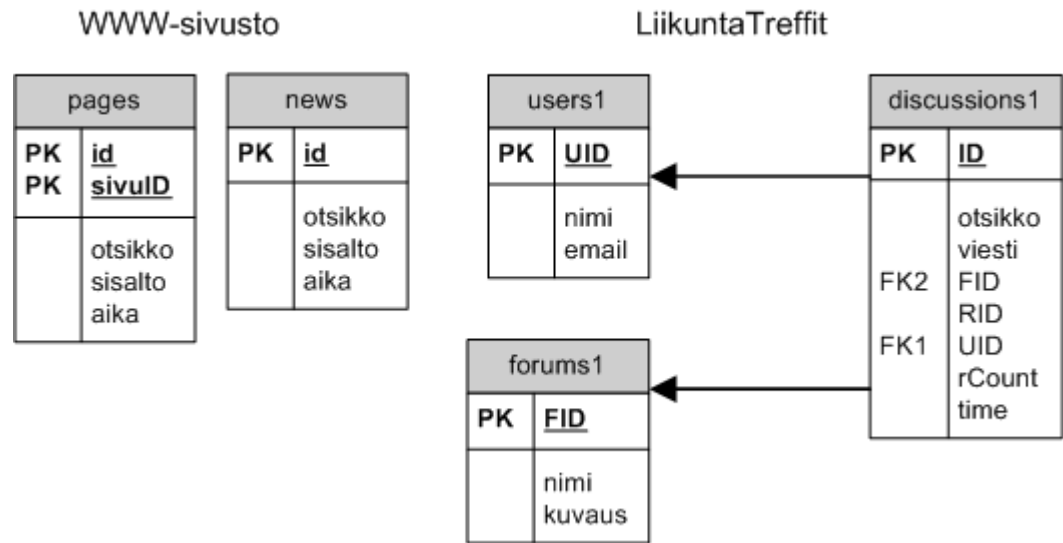 WWW-sivusto
LiikuntaTreffit
pages
PK id
PK sivuID
otsikko
sisalto
aika
news
PK id
otsikko
sisalto
aika
users1
PK UID
nimi
email
forums1
PK FID
nimi
kuvaus
discussions1
PK ID
otsikko
viesti
FK2 FID
RID
FK1 UID
rCount
time